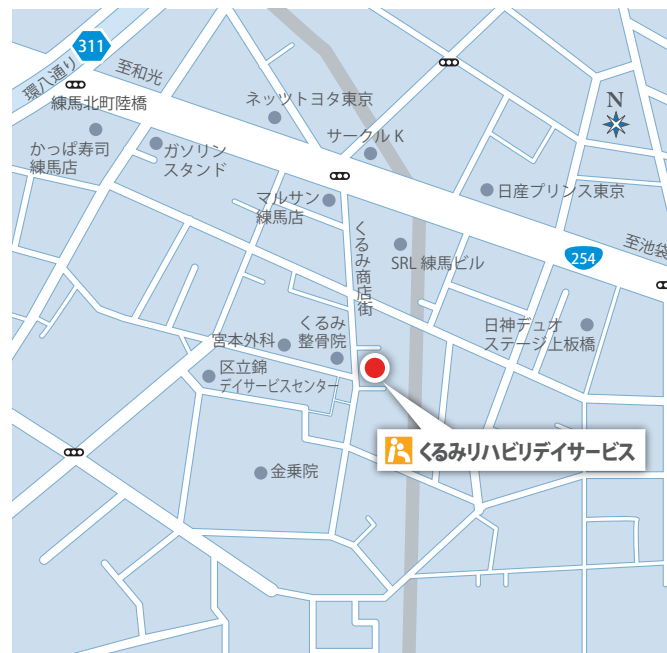 311
環八通り
至和光
練馬北町陸橋
ネッツトヨタ東京
N
かっぱ寿司
練馬店
ガソリン
スタンド
サークル K
マルサン
練馬店
日産プリンス東京
くるみ商店街
SRL 練馬ビル
254
至池袋
宮本外科
くるみ
整骨院
日神デュオ
ステージ上板橋
区立錦
デイサービスセンター
くるみリハビリデイサービス
金乗院